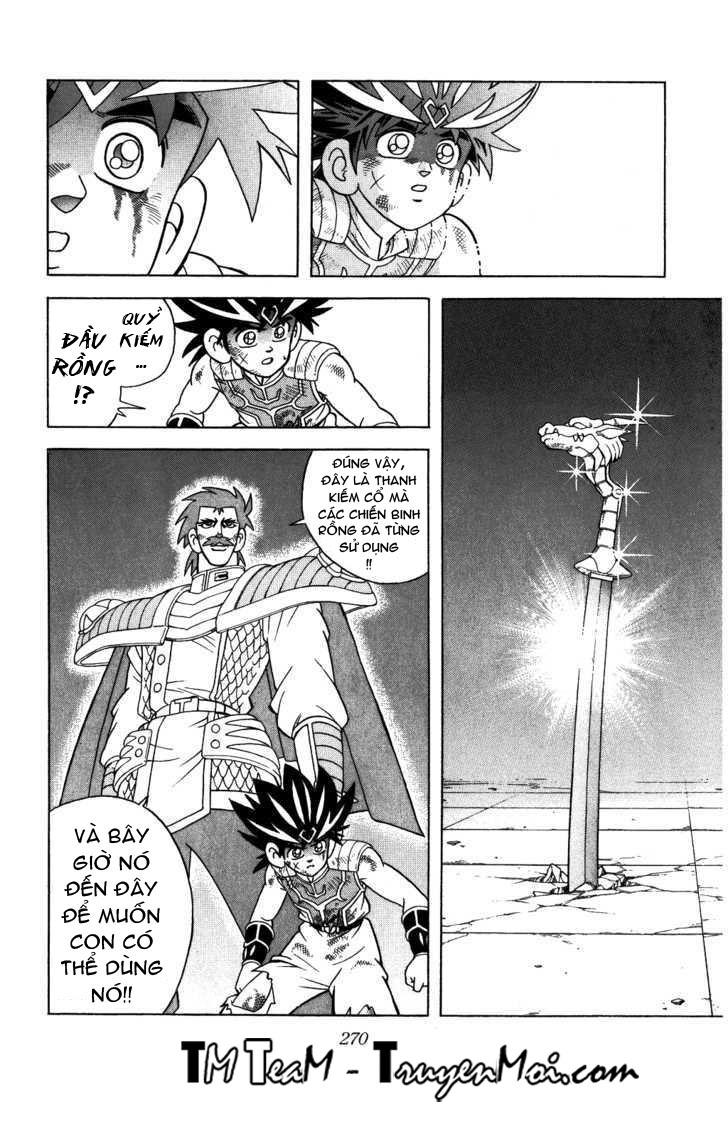 QUỶ
KIẾM
...
ĐẦU
RỒNG
!?
ĐÚNG VẬY,
ĐÂY LÀ THANH
KIẾM CỔ MÀ
CÁC CHIẾN BINH
RỒNG ĐÃ TỪNG
SỬ DỤNG
!!
VÀ BÂY
GIỜ NÓ
ĐẾN ĐÂY
ĐỂ MUỐN
CON CÓ
THỂ DÙNG
NÓ!!
270
TM TeaM - TruyenMoi.com